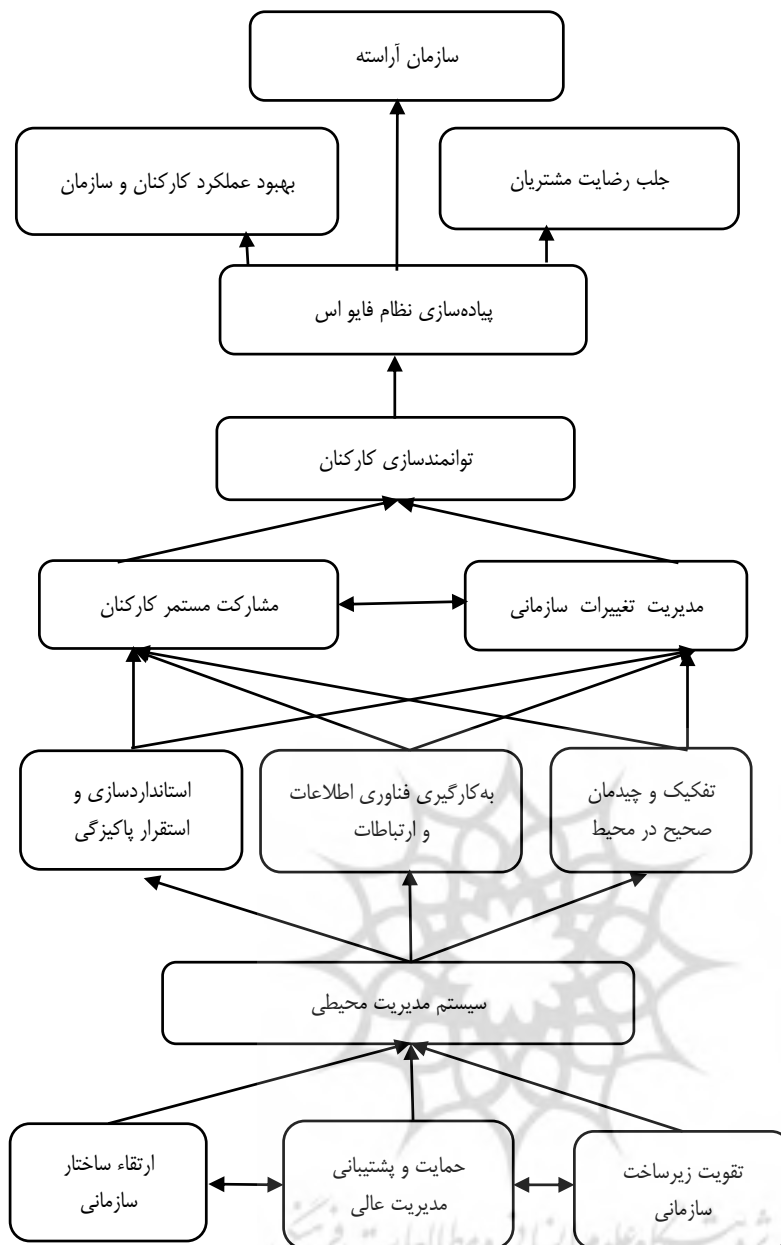 سازمان آراسته
جلب رضایت مشتریان
بهبود عملکرد کارکنان و سازمان
پیاده‌سازی نظام فایو اس
توانمندسازی کارکنان
مدیریت تغییرات سازمانی
مشارکت مستمر کارکنان
تفکیک و چیدمان
صحیح در محیط
به‌کارگیری فناوری اطلاعات
و ارتباطات
استانداردسازی و
استقرار پاکیزگی
سیستم مدیریت محیطی
تقویت زیرساخت
سازمانی
حمایت و پشتیبانی
مدیریت عالی
ارتقاء ساختار
سازمانی